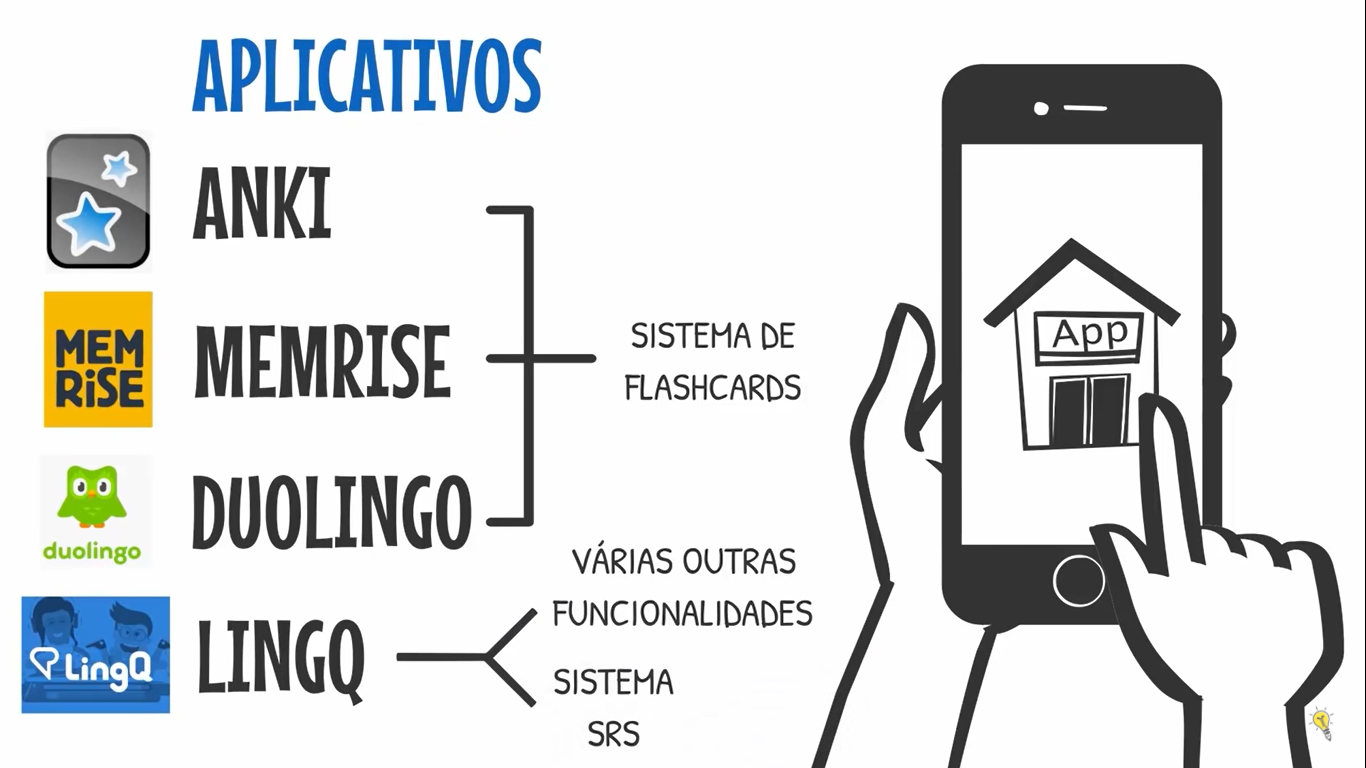 APLICATIVOS
ANKI
MEM
RiSE
MEMRISE
SISTEMA DE
FLASHCARDS
App
duolingo
DUOLINGO
VÁRIAS OUTRAS
FUNCIONALIDADES
LingQ
LINGQ
SISTEMA
SRS